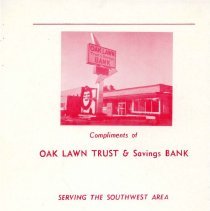 OAK LAWN
BANK
Compliments of
OAK LAWN TRUST & Savings BANK
SERVING THE SOUTHWEST AREA